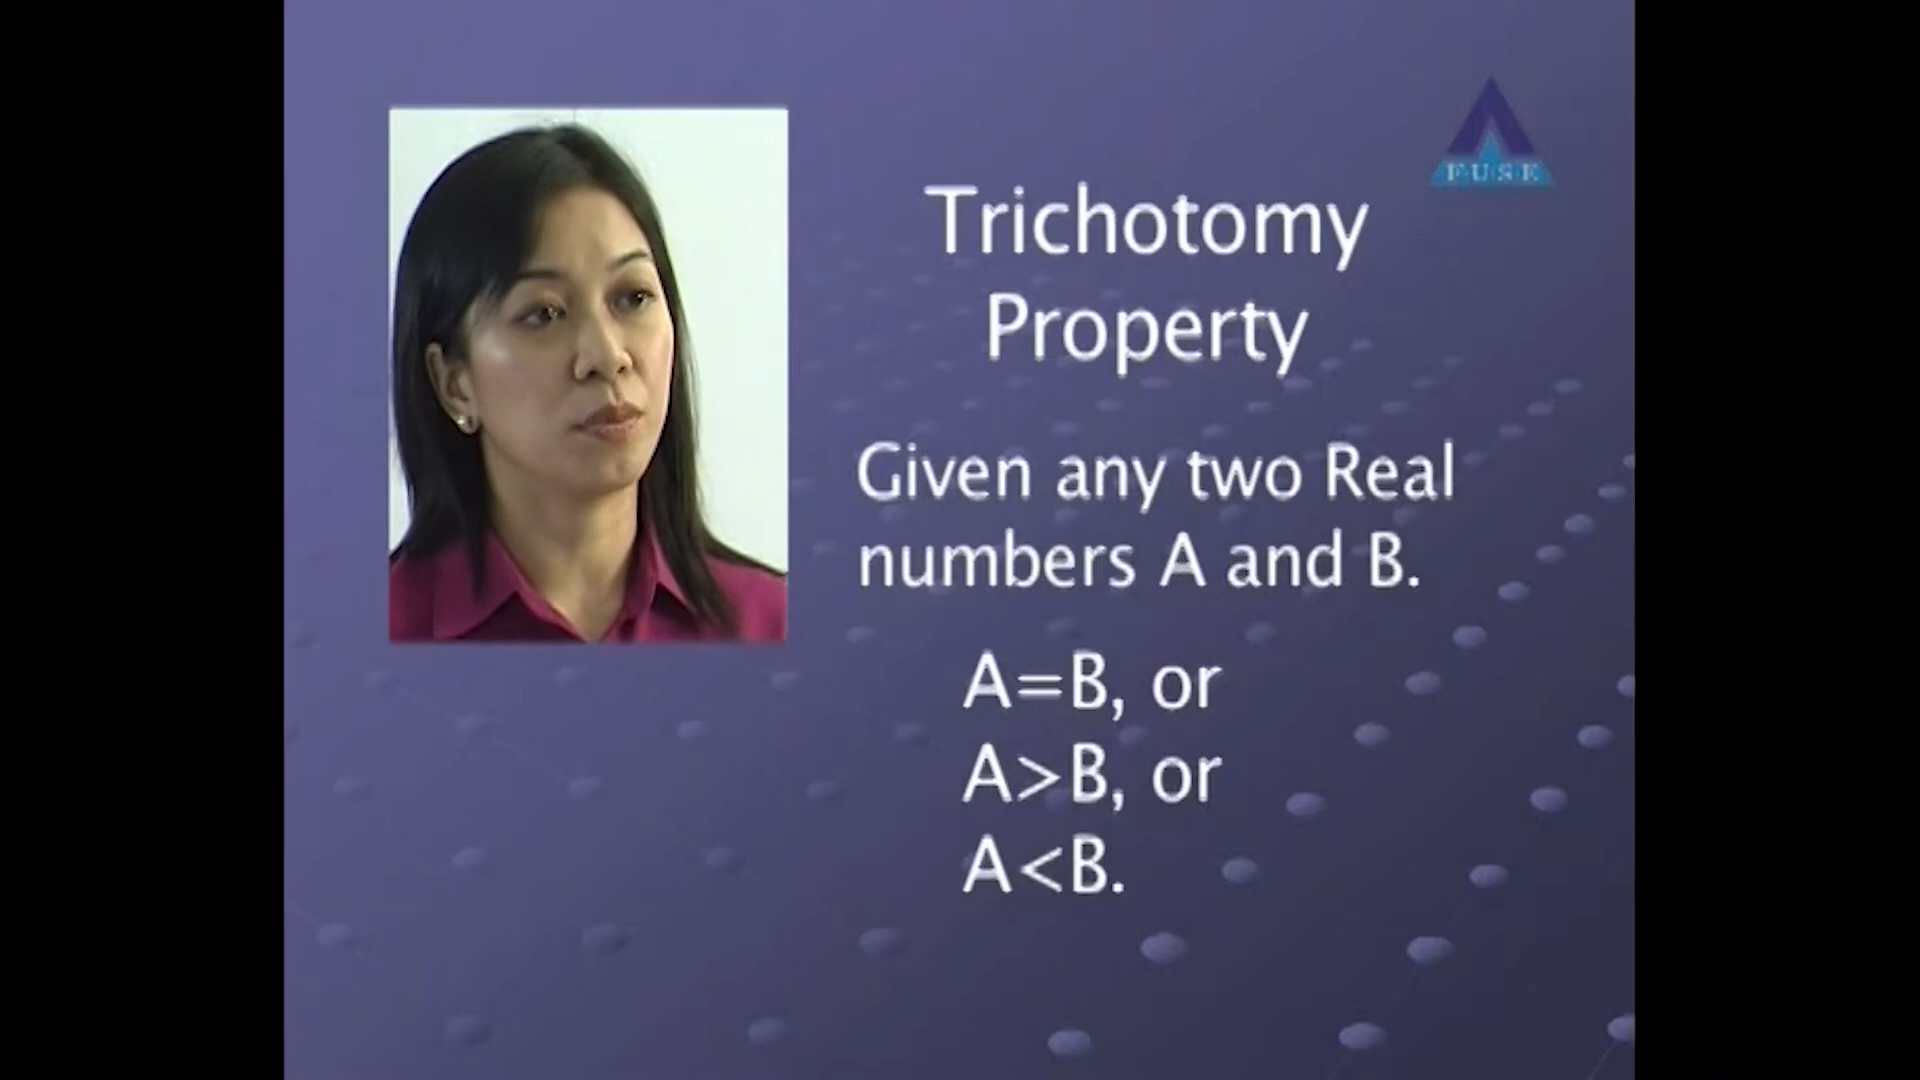 FUSE
Trichotomy
Property
Given any two Real
numbers A and B.
A=B, or
A>B, or
A<B.